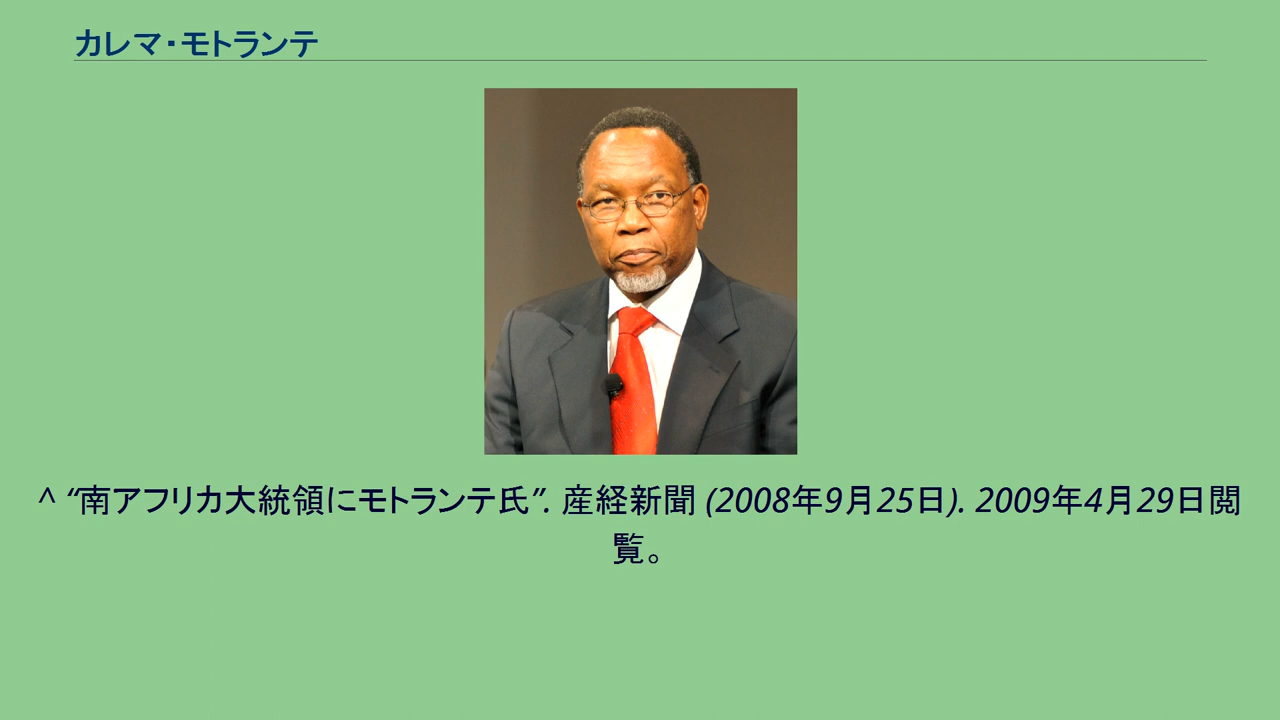 カレマ・モトランテ
^ “南アフリカ大統領にモトランテ氏”. 産経新聞 (2008年9月25日). 2009年4月29日閲
覧。